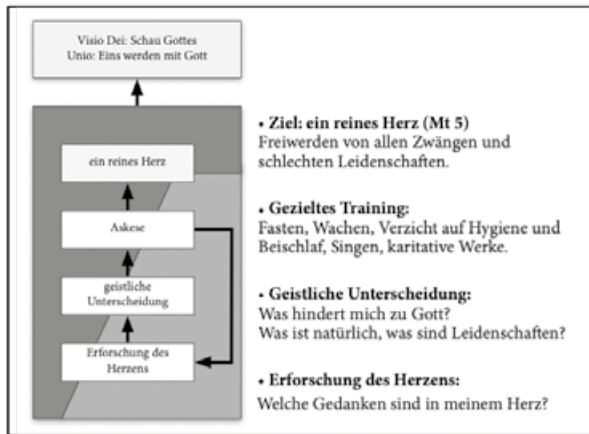 Visio Dei: Schau Gottes
Unio: Eins werden mit Gott
ein reines Herz
Askese
geistliche
Unterscheidung
Erforschung des
Herzens
• Ziel: ein reines Herz (Mt 5)
Freiwerden von allen Zwängen und
schlechten Leidenschaften.
• Gezieltes Training:
Fasten, Wachen, Verzicht auf Hygiene und
Beischlaf, Singen, karitative Werke.
• Geistliche Unterscheidung:
Was hindert mich zu Gott?
Was ist natürlich, was sind Leidenschaften?
• Erforschung des Herzens:
Welche Gedanken sind in meinem Herz?